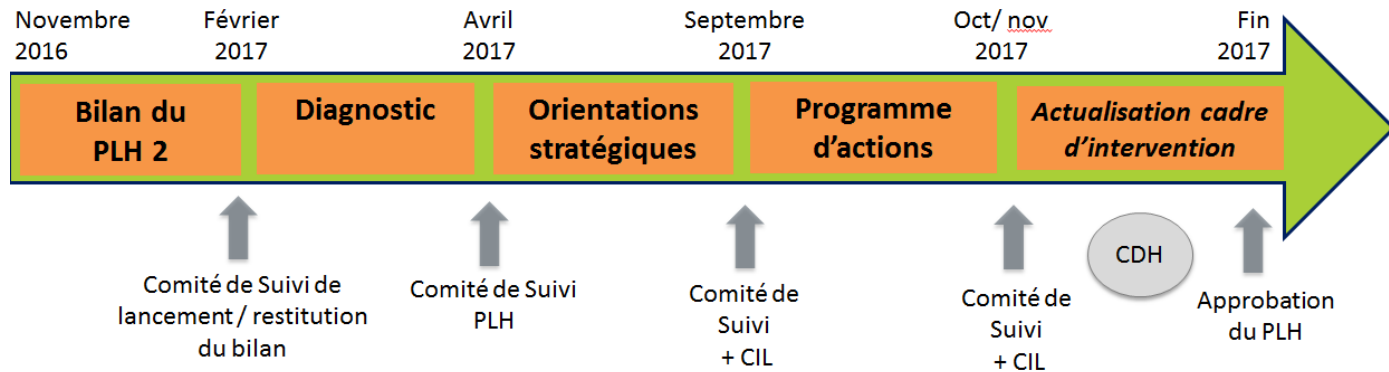 Novembre
2016
Février
2017
Avril
2017
Septembre
2017
Oct/ nov
2017
Fin
2017
Bilan du
PLH 2
Diagnostic
Orientations
stratégiques
Programme
d'actions
Actualisation cadre
d'intervention
Comité de Suivi de
lancement / restitution
du bilan
Comité de Suivi
PLH
Comité de
Suivi
+ CIL
Comité de
Suivi
+ CIL
CDH
Approbation
du PLH